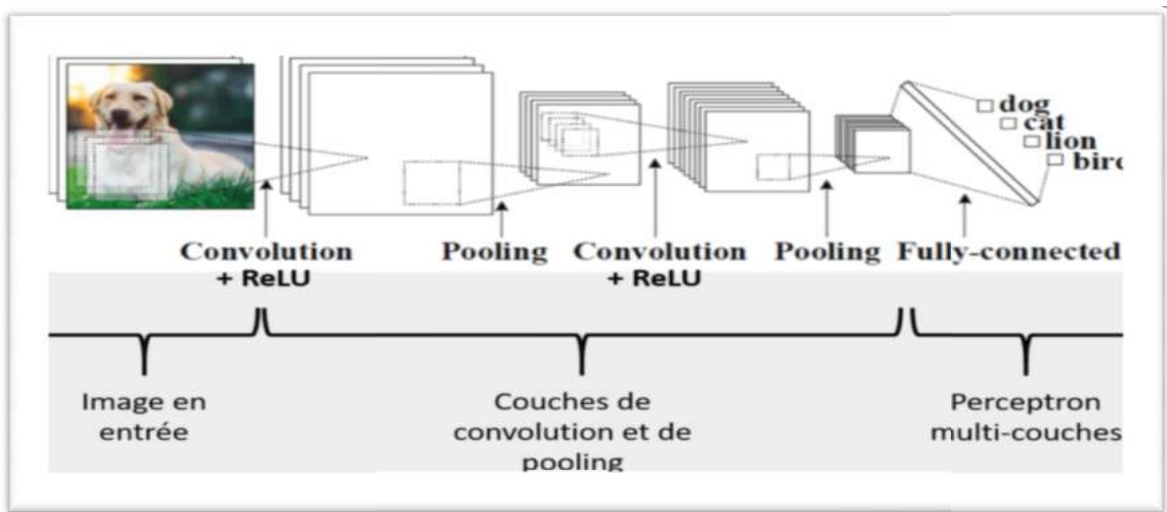 dog
cat
lion
bird
Convolution
+ ReLU
Pooling
Convolution
+ ReLU
Pooling
Fully-connected
Image en
entrée
Couches de
convolution et de
pooling
Perceptron
multi-couches